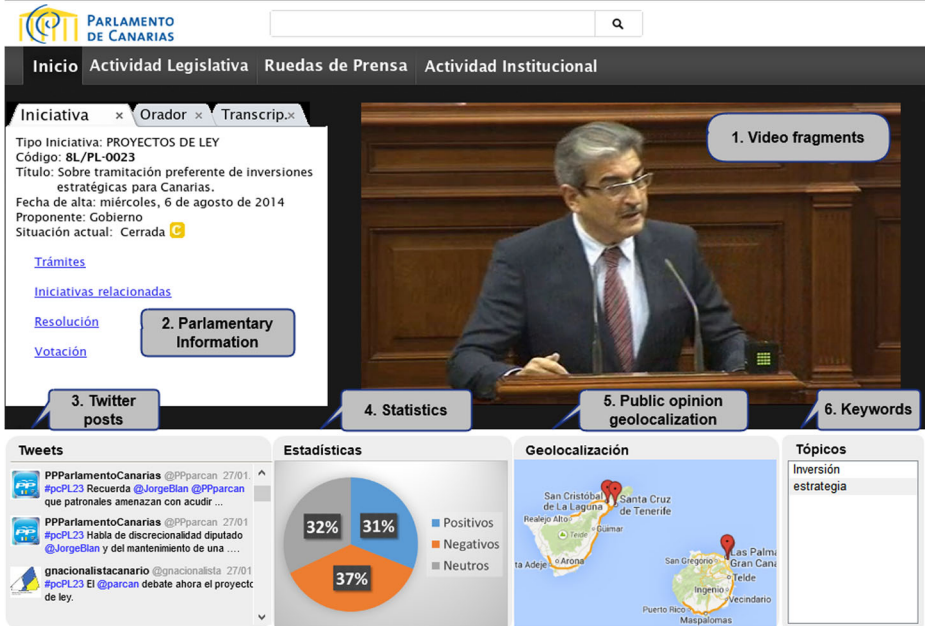 PARLAMENTO
DE CANARIAS
Inicio Actividad Legislativa Ruedas de Prensa Actividad Institucional
Iniciativa × Orador × Transcrip.×
Tipo Iniciativa: PROYECTOS DE LEY
Código: 8L/PL-0023
Título: Sobre tramitación preferente de inversiones
estratégicas para Canarias.
Fecha de alta: miércoles, 6 de agosto de 2014
Proponente: Gobierno
Situación actual: Cerrada C
Trámites
Iniciativas relacionadas
Resolución
Votación
1. Video fragments
2. Parlamentary
Information
3. Twitter
posts
4. Statistics
5. Public opinion
geolocalization
6. Keywords
Tweets
PPParlamentoCanarias @PPparcan 27/01.
#pcPL23 Recuerda @JorgeBlan @PPparcan
que patronales amenazan con acudir ...
PPParlamentoCanarias @PPparcan 27/01
#pcPL23 Habla de discrecionalidad diputado
@JorgeBlan y del mantenimiento de una ....
gnacionalistacanario @gnacionalista 27/01
#pcPL23 El @parcan debate ahora el proyecto
de ley.
Estadísticas
32% 31%
37%
Positivos
Negativos
Neutros
Geolocalización
San Cristóbal
de La Laguna
Santa Cruz
de Tenerife
Realejo Alto
Güimar
Teide
ta Adeje
Arona
San Gregorio
Las Palma
Gran Cana
Telde
Ingenio
Vecindario
Puerto Rico
Maspalomas
Tópicos
Inversión
estrategia